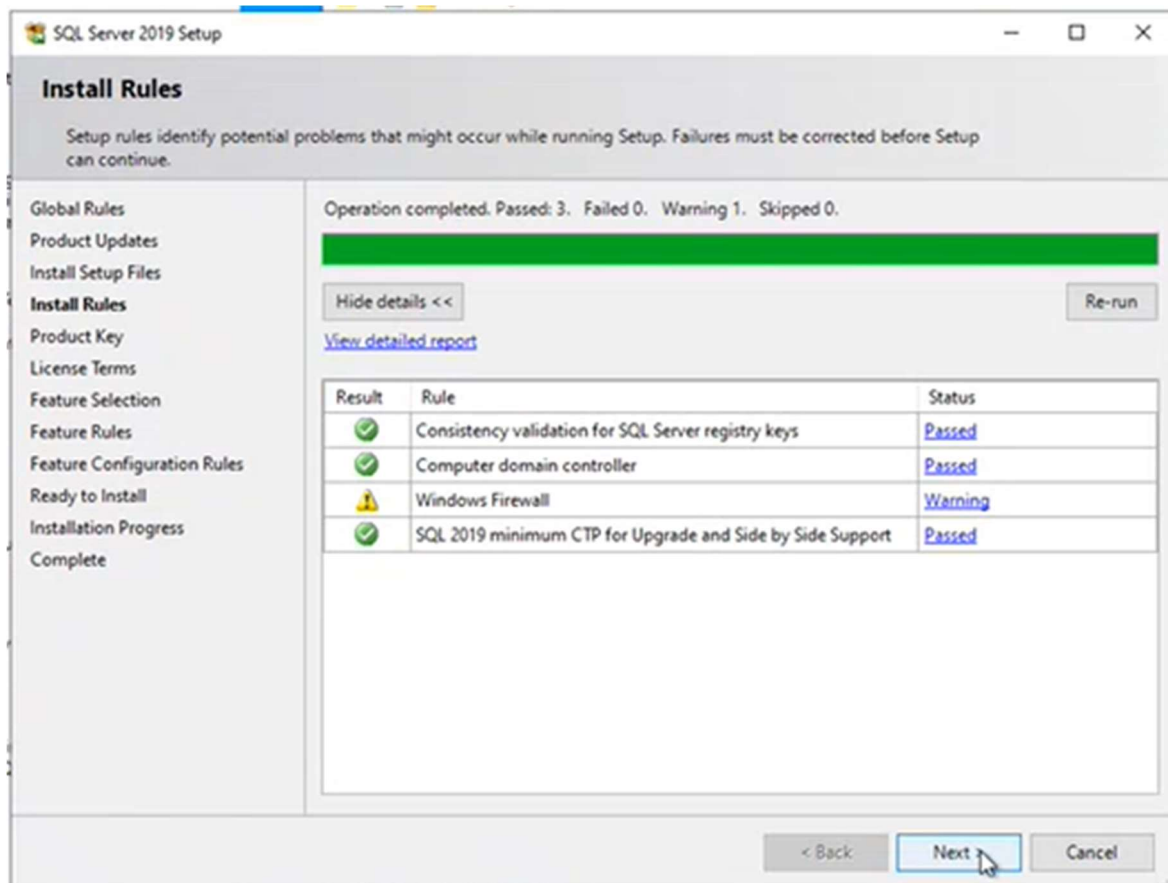 SQL Server 2019 Setup
Install Rules
Setup rules identify potential problems that might occur while running Setup. Failures must be corrected before Setup
can continue.
Global Rules
Product Updates
Install Setup Files
Install Rules
Product Key
License Terms
Feature Selection
Feature Rules
Feature Configuration Rules
Ready to Install
Installation Progress
Complete
Operation completed. Passed: 3. Failed 0. Warning 1. Skipped 0.
Hide details <<
Re-run
View detailed report
Result Rule Status
Consistency validation for SQL Server registry keys Passed
Computer domain controller Passed
Windows Firewall Warning
SQL 2019 minimum CTP for Upgrade and Side by Side Support Passed
< Back Next > Cancel